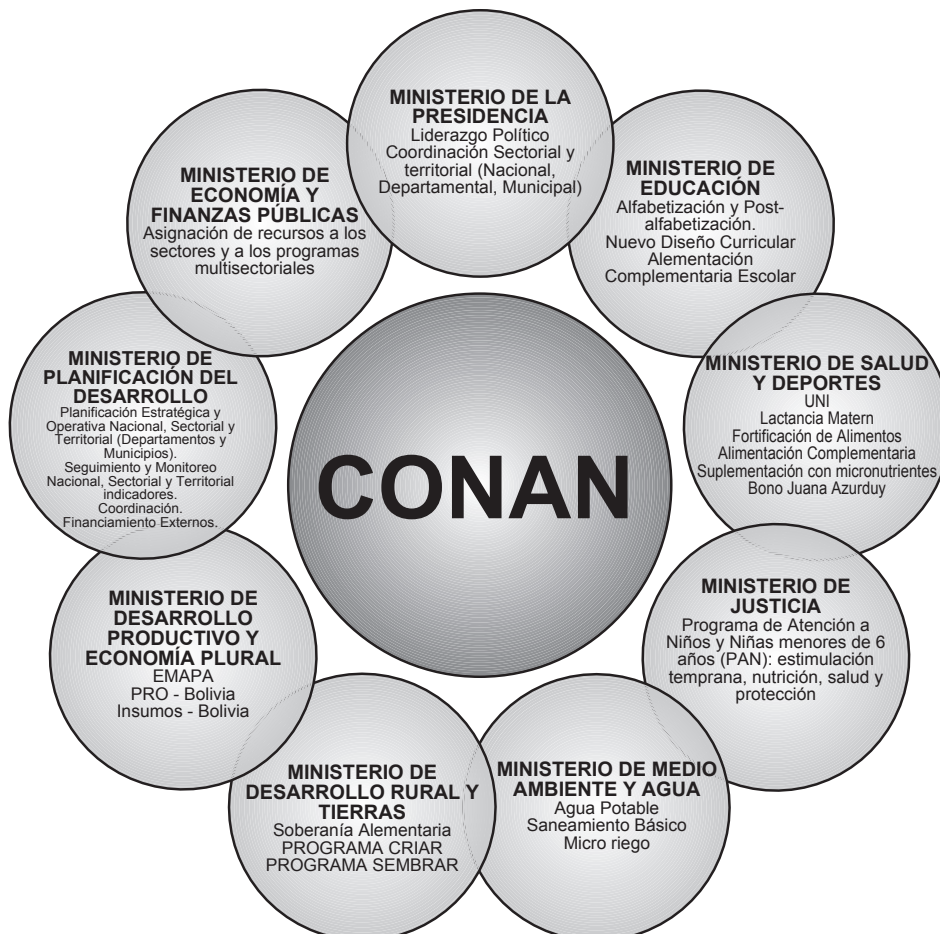 MINISTERIO DE LA
PRESIDENCIA
Liderazgo Político
Coordinación Sectorial y
territorial (Nacional,
Departamental, Municipal)
MINISTERIO DE
EDUCACIÓN
Alfabetización y Post-
alfabetización.
Nuevo Diseño Curricular
Alementación
Complementaria Escolar
MINISTERIO DE SALUD
Y DEPORTES
UNI
Lactancia Matern
Fortificación de Alimentos
Alimentación Complementaria
Suplementación con micronutrientes
Bono Juana Azurduy
MINISTERIO DE
JUSTICIA
Programa de Atención a
Niños y Niñas menores de 6
años (PAN): estimulación
temprana, nutrición, salud y
protección
MINISTERIO DE MEDIO
AMBIENTE Y AGUA
Agua Potable
Saneamiento Básico
Micro riego
MINISTERIO DE
DESARROLLO RURAL Y
TIERRAS
Soberanía Alementaria
PROGRAMA CRIAR
PROGRAMA SEMBRAR
MINISTERIO DE
DESARROLLO
PRODUCTIVO Y
ECONOMÍA PLURAL
EMAPA
PRO - Bolivia
Insumos - Bolivia
MINISTERIO DE
PLANIFICACIÓN DEL
DESARROLLO
Planificación Estratégica y
Operativa Nacional, Sectorial y
Territorial (Departamentos y
Municipios).
Seguimiento y Monitoreo
Nacional, Sectorial y Territorial
indicadores.
Coordinación.
Financiamiento Externos.
MINISTERIO DE
ECONOMÍA Y
FINANZAS PÚBLICAS
Asignación de recursos a los
sectores y a los programas
multisectoriales
CONAN